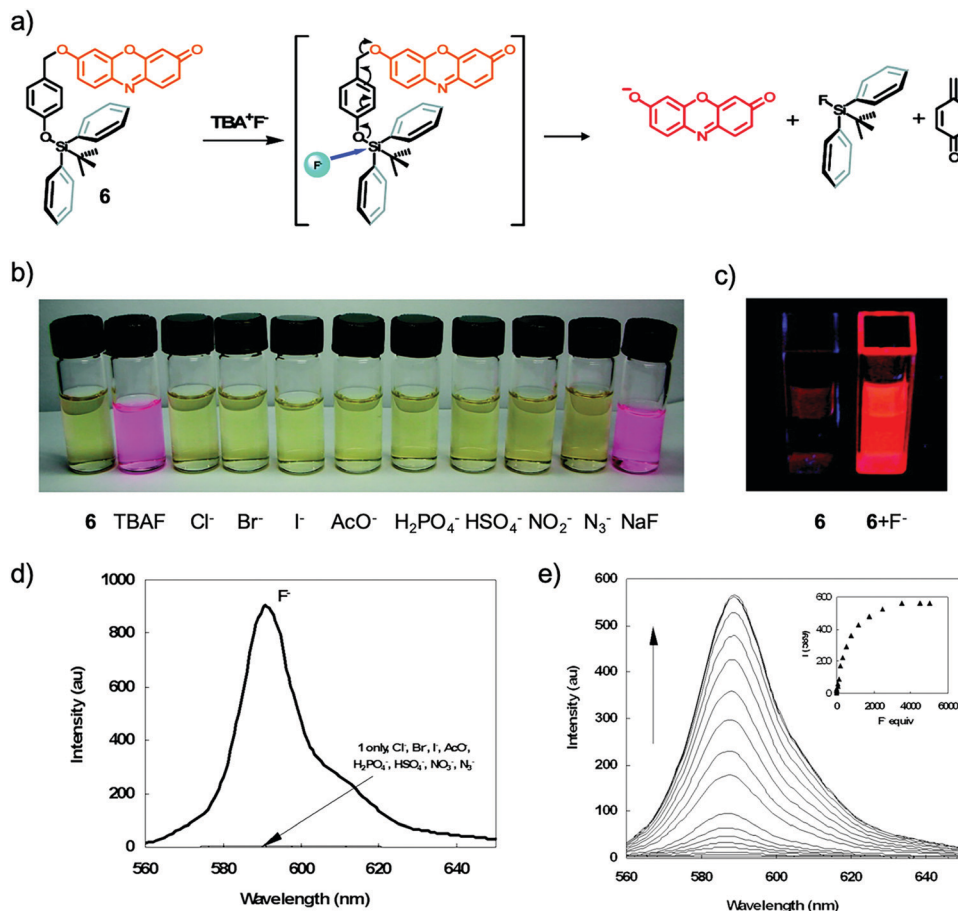 a)
O
O
O
N
O
Si
6
TBA⁺F⁻
O
O
O
N
O
Si
F
⁻O
O
O
N
+
F
Si
+
O
b)
6 TBAF Cl⁻ Br⁻ I⁻ AcO⁻ H₂PO₄⁻ HSO₄⁻ NO₂⁻ N₃⁻ NaF
c)
6 6+F⁻
d)
1000
800
600
400
200
0
Intensity (au)
F⁻
1 only, Cl⁻, Br⁻, I⁻, AcO⁻,
H₂PO₄⁻, HSO₄⁻, NO₃⁻, N₃⁻
560 580 600 620 640
Wavelength (nm)
e)
600
500
400
300
200
100
0
Intensity (au)
600
400
200
0
0 2000 4000 6000
F⁻ equiv
560 580 600 620 640
Wavelength (nm)